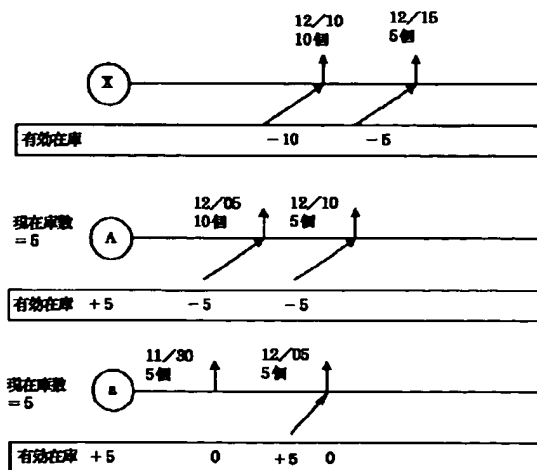 12/10 12/15
10個 5個
X
有効在庫 -10 -5
12/05 12/10
10個 5個
現在庫数
=5
A
有効在庫 +5 -5 -5
11/30 12/05
5個 5個
現在庫数
=5
a
有効在庫 +5 0 +5 0